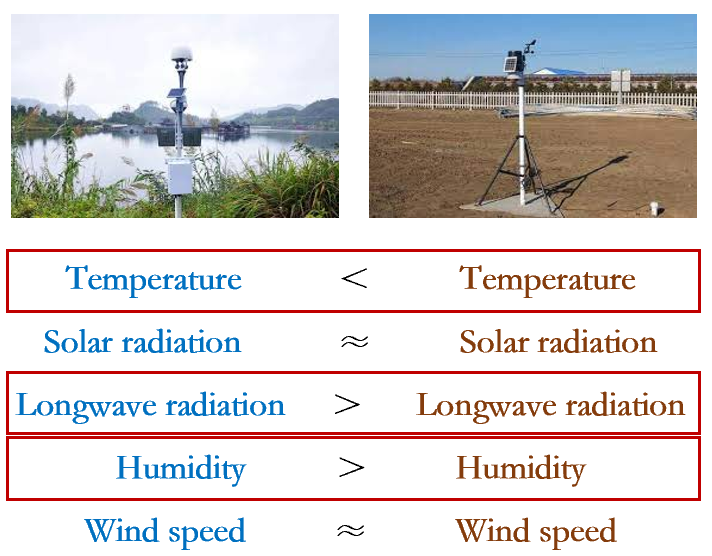 Temperature < Temperature
Solar radiation ≈ Solar radiation
Longwave radiation > Longwave radiation
Humidity > Humidity
Wind speed ≈ Wind speed